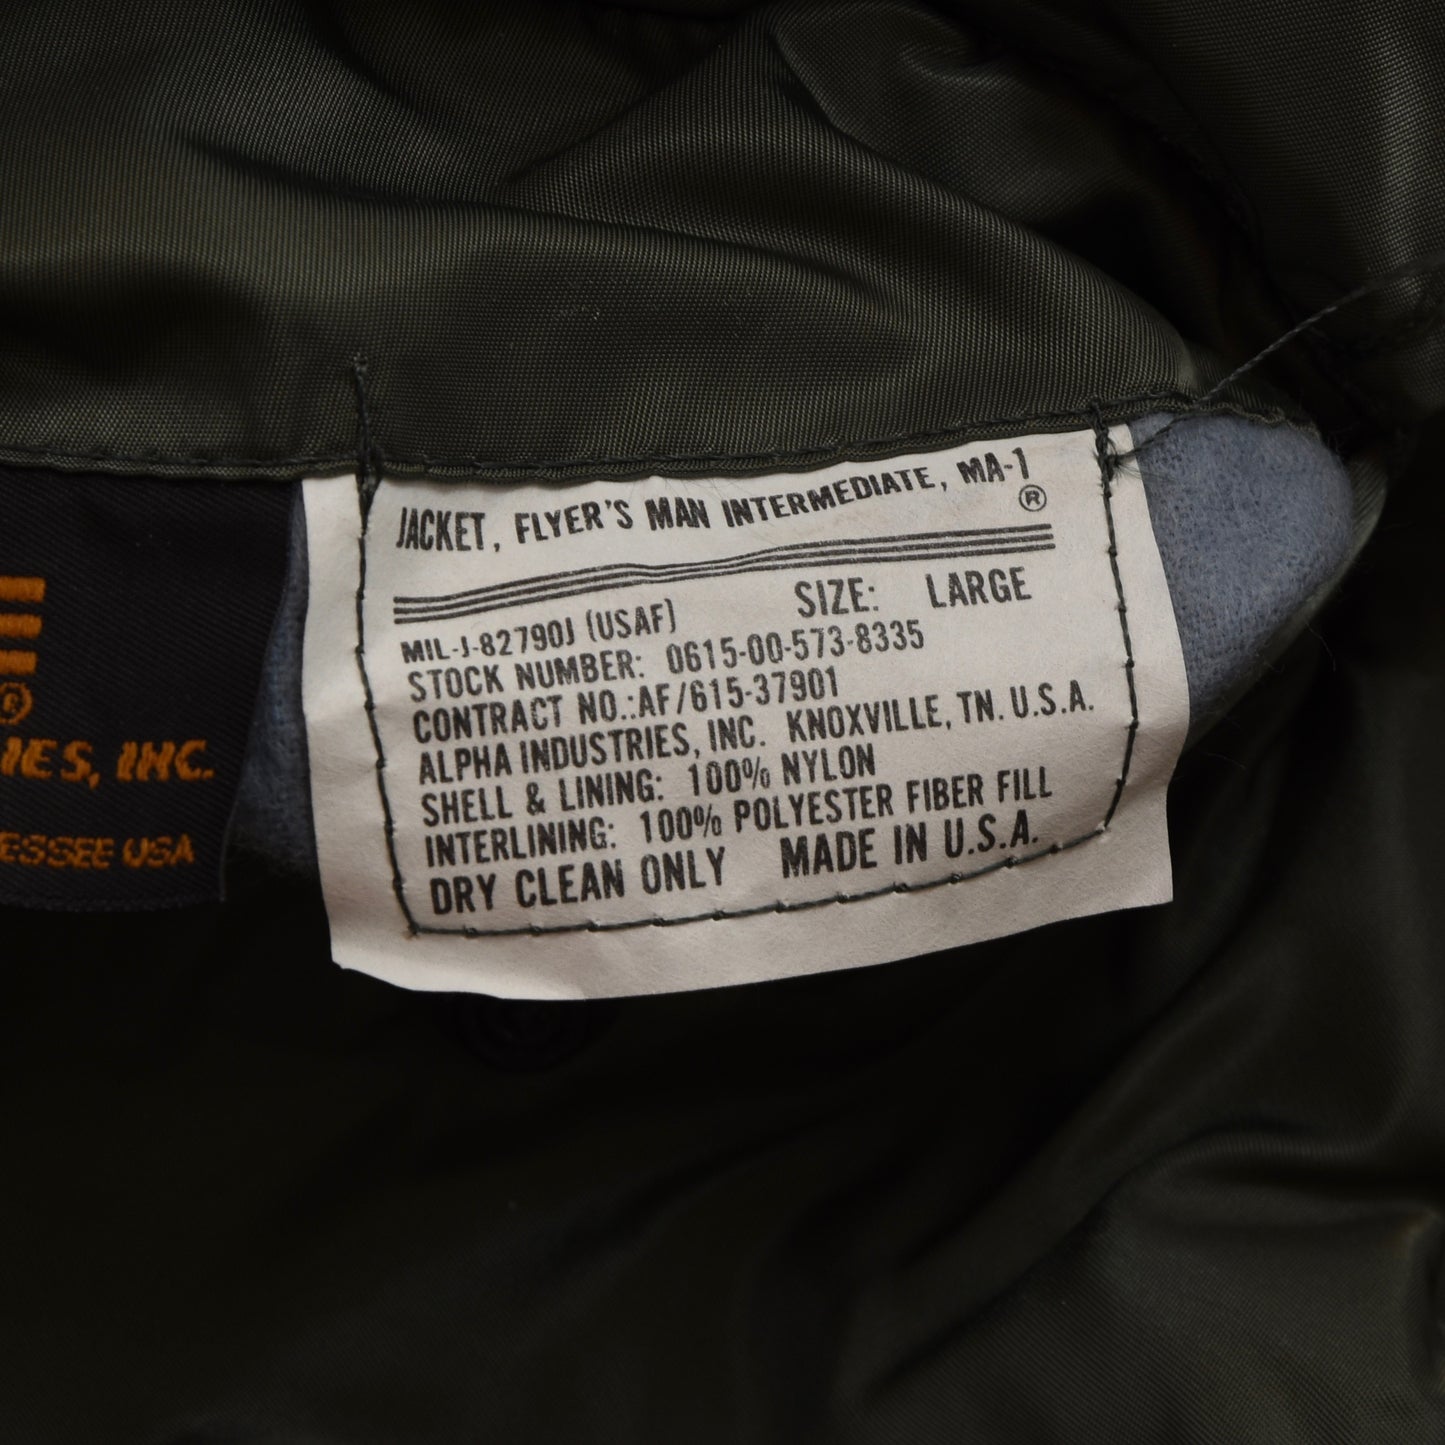 JACKET, FLYER'S MAN INTERMEDIATE, MA-1
®
MIL-J-82790J (USAF) SIZE: LARGE
STOCK NUMBER: 0615-00-573-8335
CONTRACT NO.:AF/615-37901
ALPHA INDUSTRIES, INC. KNOXVILLE, TN. U.S.A.
SHELL & LINING: 100% NYLON
INTERLINING: 100% POLYESTER FIBER FILL
DRY CLEAN ONLY MADE IN U.S.A.
®
IES, INC.
ESSEE USA